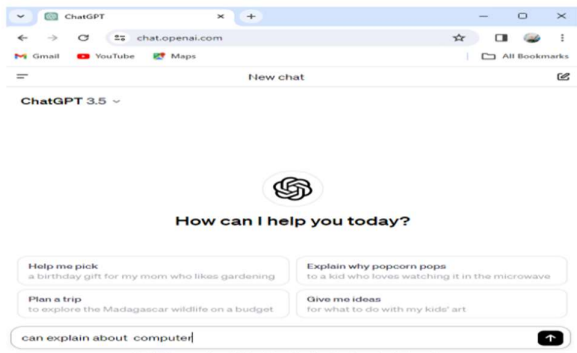 ChatGPT
chat.openai.com
Gmail YouTube Maps All Bookmarks
New chat
ChatGPT 3.5
How can I help you today?
Help me pick
a birthday gift for my mom who likes gardening
Explain why popcorn pops
to a kid who loves watching it in the microwave
Plan a trip
to explore the Madagascar wildlife on a budget
Give me ideas
for what to do with my kids' art
can explain about computer